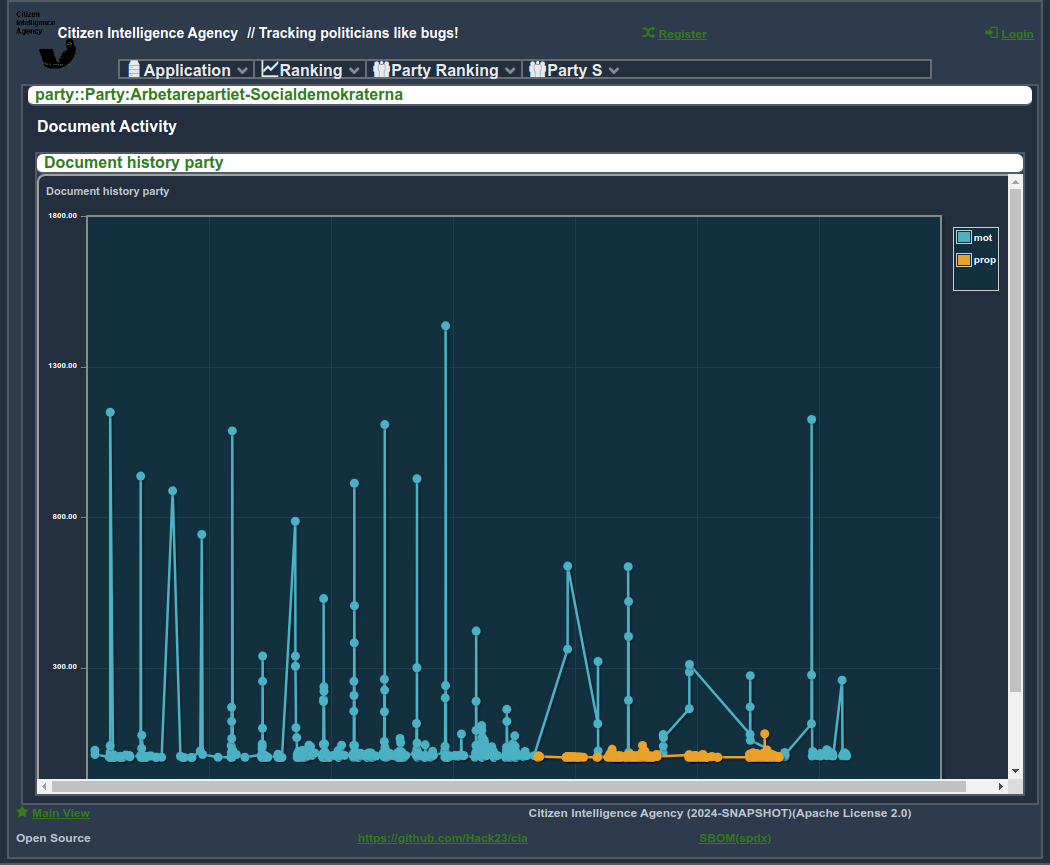 Citizen
Intelligence
Agency
Citizen Intelligence Agency // Tracking politicians like bugs!
Register
Login
Application
Ranking
Party Ranking
Party S
party::Party:Arbetarepartiet-Socialdemokraterna
Document Activity
Document history party
Document history party
1800.00
1300.00
800.00
300.00
mot
prop
Main View
Citizen Intelligence Agency (2024-SNAPSHOT)(Apache License 2.0)
Open Source
https://github.com/Hack23/cia
SBOM(spdx)